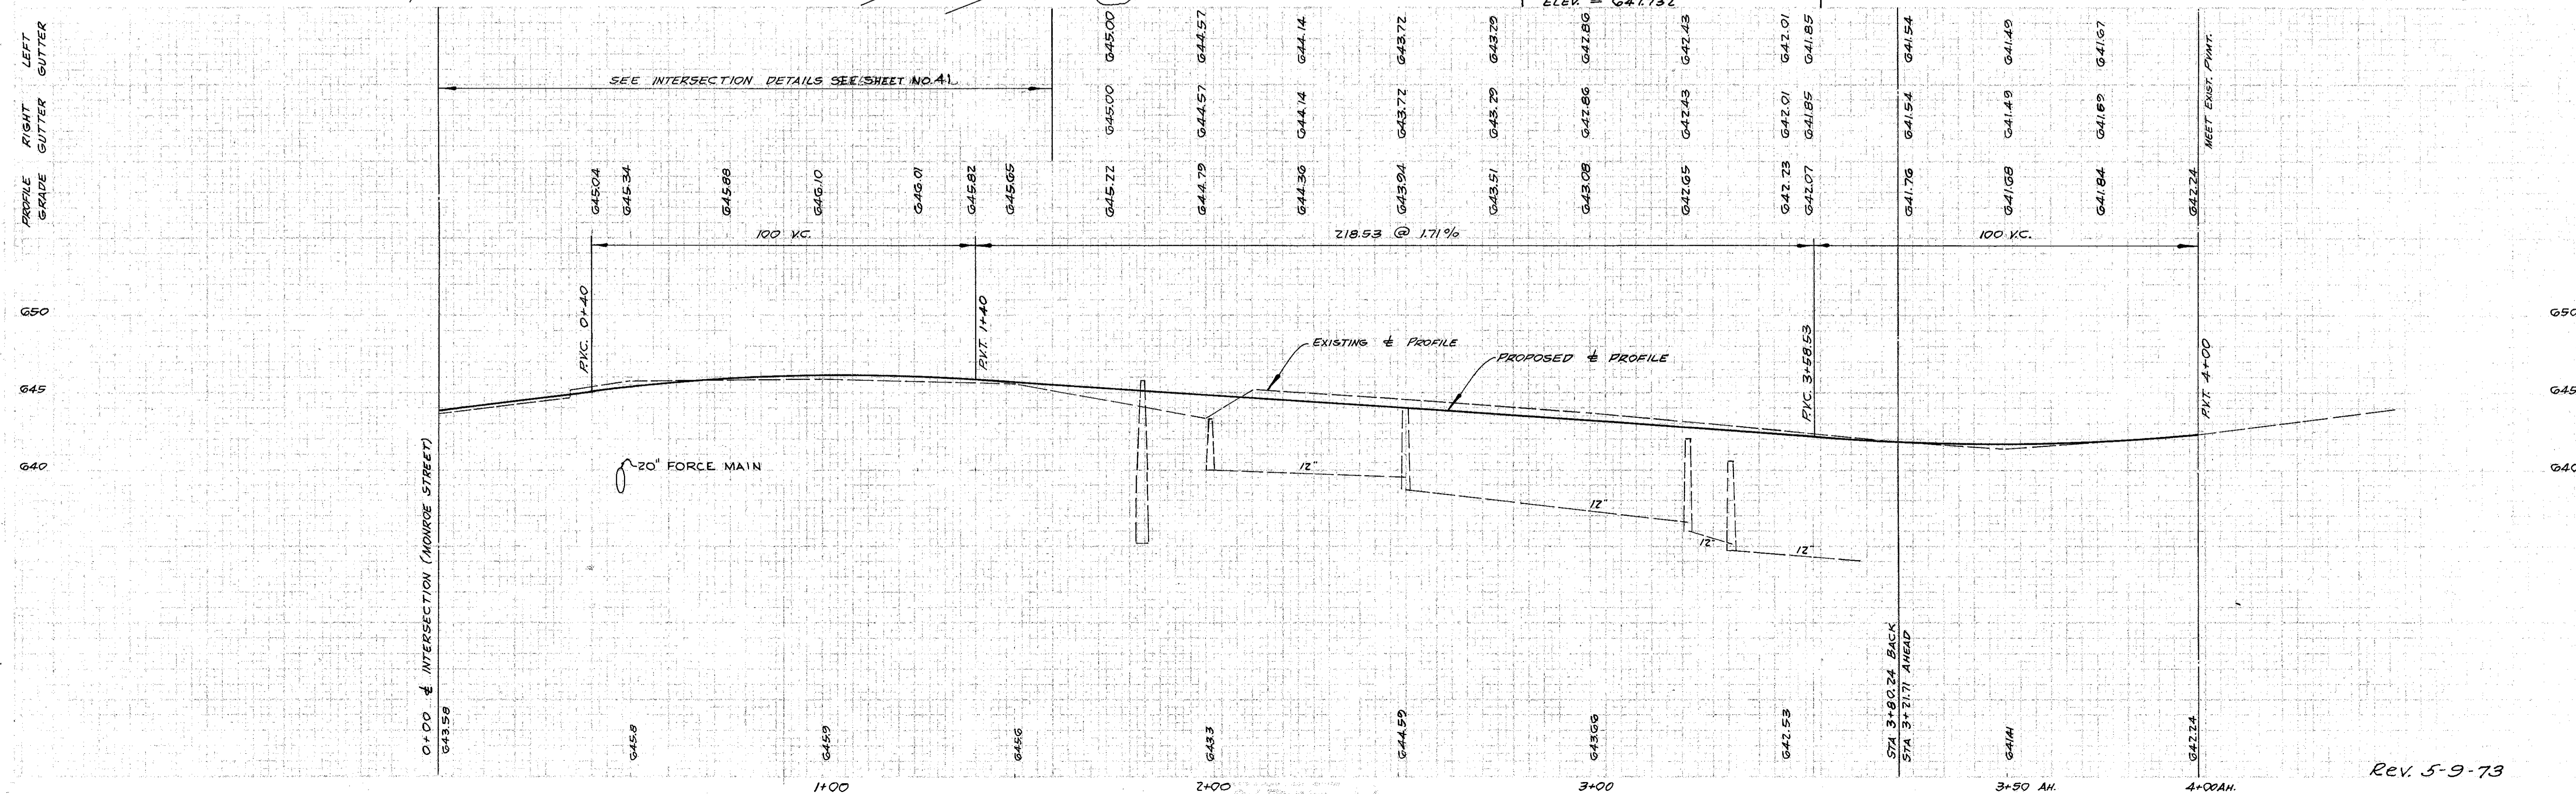 ELEV. = 647.732
LEFT GUTTER
645.00 644.57 644.14 643.72 643.29 642.86 642.43 642.01 641.85 641.54 641.49 641.67
MEET EXIST. PVMT.
SEE INTERSECTION DETAILS SEE SHEET NO.41
RIGHT GUTTER
645.00 644.57 644.14 643.72 643.29 642.86 642.43 642.01 641.85 641.54 641.49 641.69
PROFILE GRADE
645.04 645.34 645.88 646.10 646.01 645.82 645.65 645.22 644.79 644.36 643.94 643.51 643.08 642.65 642.23 642.07 641.76 641.68 641.84 642.24
100 V.C.
218.53 @ 1.71%
100 V.C.
650
650
P.V.C. 0+40
P.V.T. 1+40
P.V.C. 3+58.53
P.V.T. 4+00
EXISTING ℄ PROFILE
PROPOSED ℄ PROFILE
645
645
640
640
20" FORCE MAIN
12"
12"
12"
12"
0+00 ℄ INTERSECTION (MONROE STREET)
STA 3+80.24 BACK
STA 3+21.71 AHEAD
643.58 645.8 645.9 645.6 643.3 644.59 643.66 642.53 641.41 642.24
1+00 2+00 3+00 3+50 AH. 4+00AH.
Rev. 5-9-73